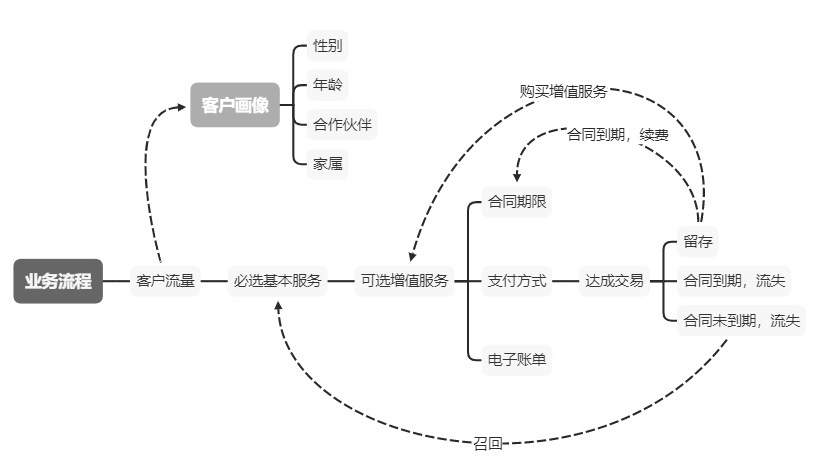 性别
年龄
客户画像
合作伙伴
家属
购买增值服务
合同到期，续费
合同期限
留存
业务流程
客户流量
必选基本服务
可选增值服务
支付方式
达成交易
合同到期，流失
合同未到期，流失
电子账单
召回